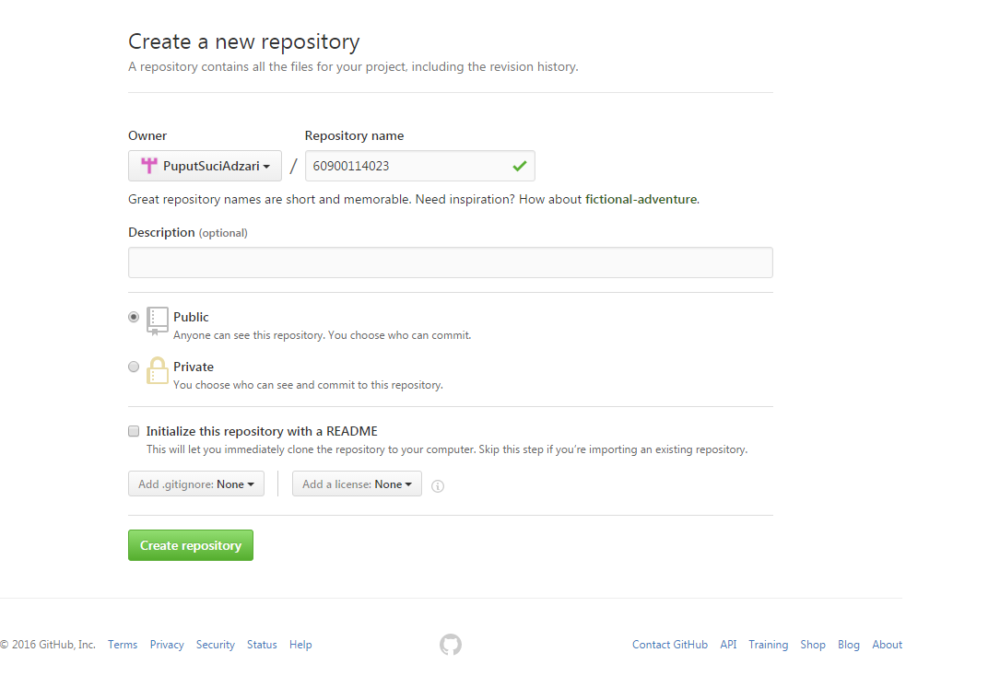 Create a new repository
A repository contains all the files for your project, including the revision history.
Owner Repository name
PuputSuciAdzari / 60900114023
Great repository names are short and memorable. Need inspiration? How about fictional-adventure.
Description (optional)
Public
Anyone can see this repository. You choose who can commit.
Private
You choose who can see and commit to this repository.
Initialize this repository with a README
This will let you immediately clone the repository to your computer. Skip this step if you’re importing an existing repository.
Add .gitignore: None Add a license: None
Create repository
© 2016 GitHub, Inc. Terms Privacy Security Status Help Contact GitHub API Training Shop Blog About